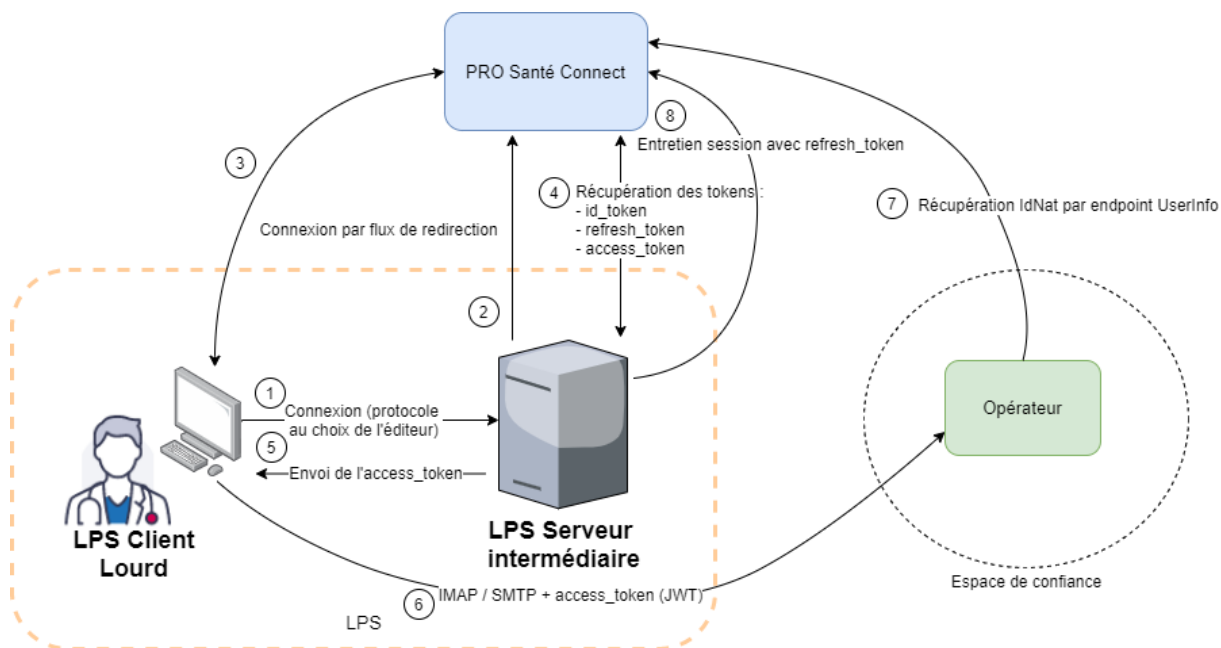 PRO Santé Connect
8
Entretien session avec refresh_token
3
4
Récupération des tokens :
- id_token
- refresh_token
- access_token
7
Récupération IdNat par endpoint UserInfo
Connexion par flux de redirection
2
1
Connexion (protocole
au choix de l'éditeur)
5
Envoi de l'access_token
Opérateur
LPS Client
Lourd
LPS Serveur
intermédiaire
Espace de confiance
6
IMAP / SMTP + access_token (JWT)
LPS